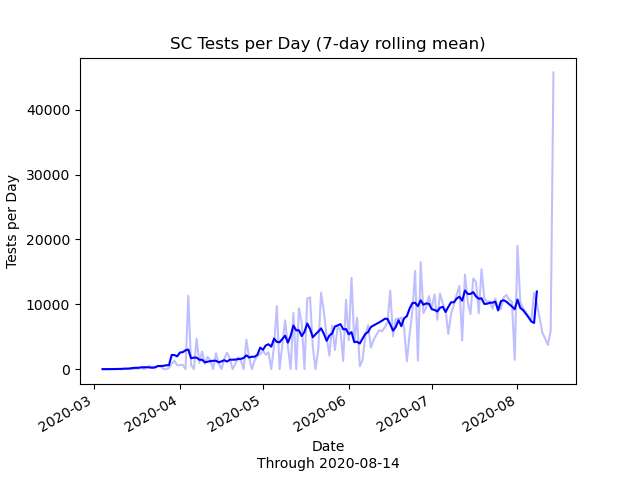 SC Tests per Day (7-day rolling mean)
Tests per Day
40000
30000
20000
10000
0
2020-03
2020-04
2020-05
2020-06
2020-07
2020-08
Date
Through 2020-08-14